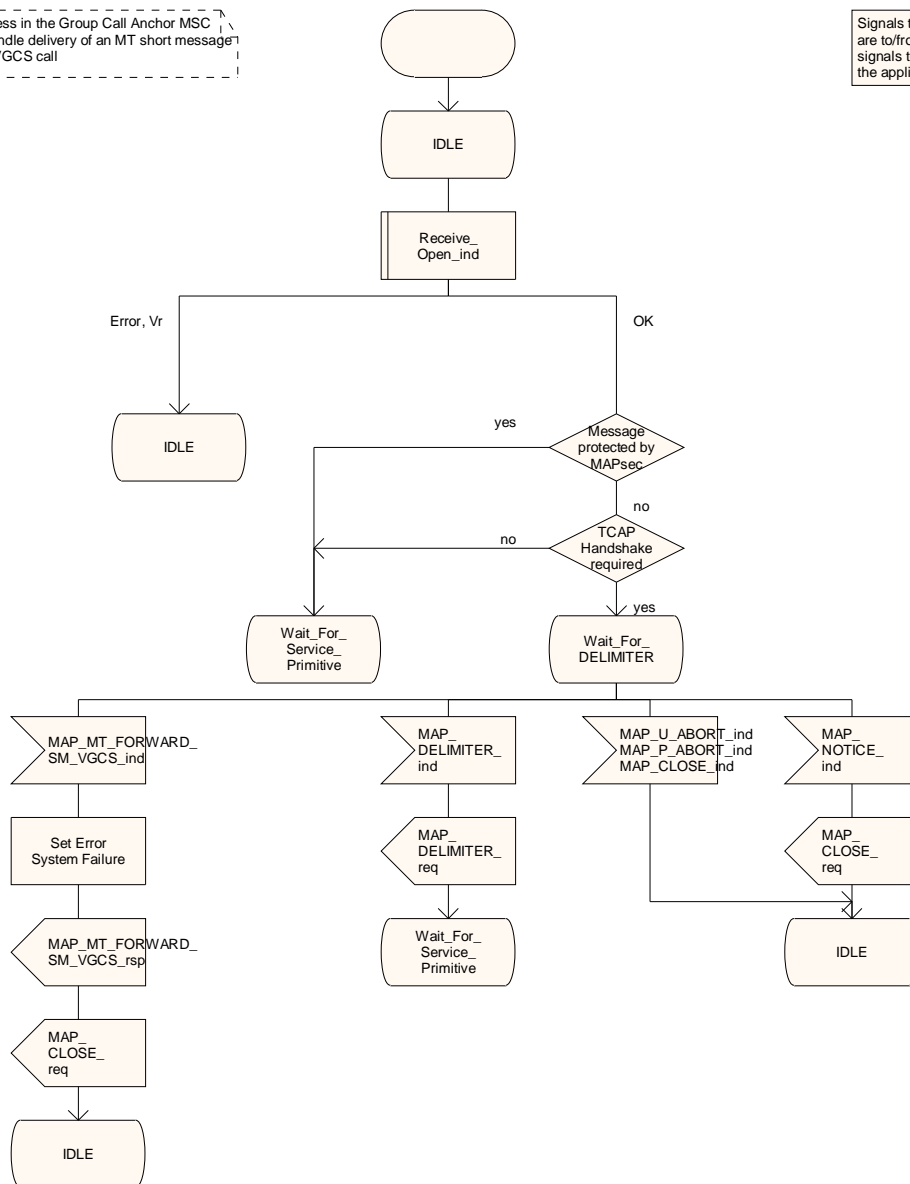 ess in the Group Call Anchor MSC
ndle delivery of an MT short message
VGCS call
Signals t
are to/fro
signals t
the appli
IDLE
Receive_
Open_ind
Error, Vr
OK
IDLE
yes
Message
protected by
MAPsec
no
no
TCAP
Handshake
required
yes
Wait_For_
Service_
Primitive
Wait_For_
DELIMITER
MAP_MT_FORWARD_
SM_VGCS_ind
MAP_
DELIMITER_
ind
MAP_U_ABORT_ind
MAP_P_ABORT_ind
MAP_CLOSE_ind
MAP_
NOTICE_
ind
Set Error
System Failure
MAP_
DELIMITER_
req
MAP_
CLOSE_
req
MAP_MT_FORWARD_
SM_VGCS_rsp
Wait_For_
Service_
Primitive
IDLE
MAP_
CLOSE_
req
IDLE